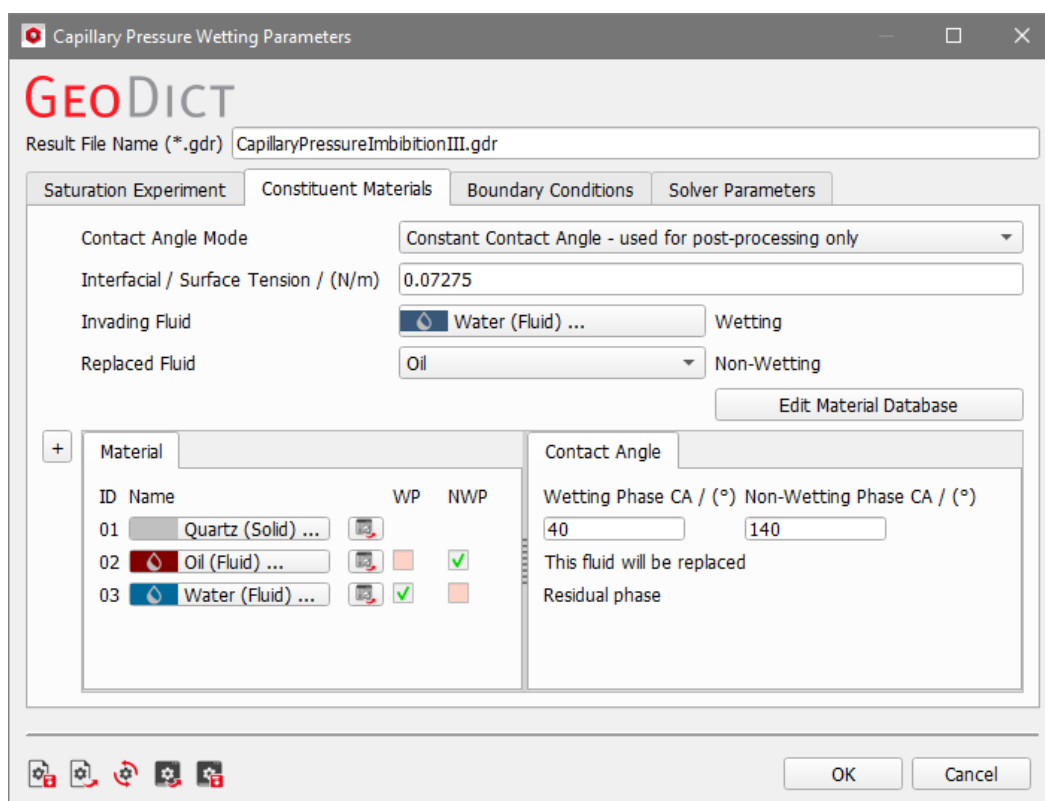 Capillary Pressure Wetting Parameters
GEODICT
Result File Name (*.gdr) CapillaryPressureImbibitionIII.gdr
Saturation Experiment Constituent Materials Boundary Conditions Solver Parameters
Contact Angle Mode Constant Contact Angle - used for post-processing only
Interfacial / Surface Tension / (N/m) 0.07275
Invading Fluid Water (Fluid) ... Wetting
Replaced Fluid Oil Non-Wetting
Edit Material Database
+ Material Contact Angle
ID Name WP NWP Wetting Phase CA / (°) Non-Wetting Phase CA / (°)
01 Quartz (Solid) ... 40 140
02 Oil (Fluid) ... This fluid will be replaced
03 Water (Fluid) ... Residual phase
OK Cancel